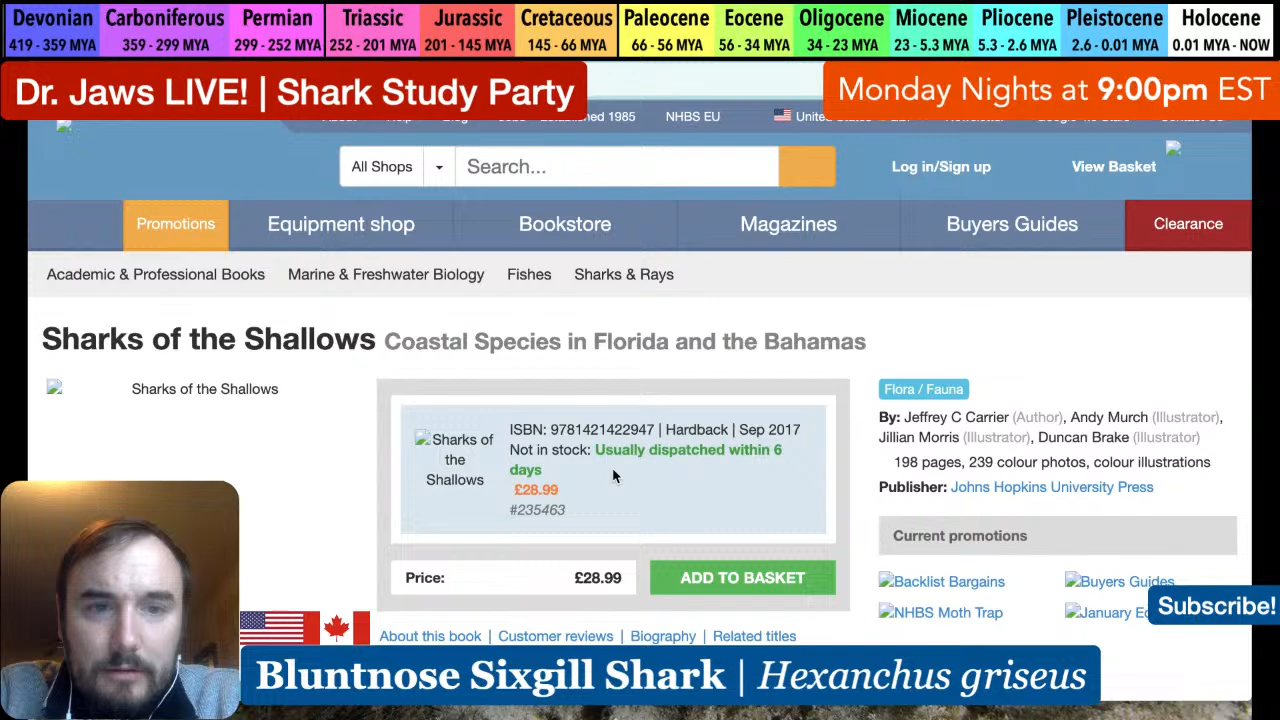 Devonian Carboniferous Permian Triassic Jurassic Cretaceous Paleocene Eocene Oligocene Miocene Pliocene Pleistocene Holocene
419 - 359 MYA 359 - 299 MYA 299 - 252 MYA 252 - 201 MYA 201 - 145 MYA 145 - 66 MYA 66 - 56 MYA 56 - 34 MYA 34 - 23 MYA 23 - 5.3 MYA 5.3 - 2.6 MYA 2.6 - 0.01 MYA 0.01 MYA - NOW
Dr. Jaws LIVE! | Shark Study Party
Monday Nights at 9:00pm EST
Established 1985 NHBS EU United
All Shops Search... Log in/Sign up View Basket
Promotions Equipment shop Bookstore Magazines Buyers Guides Clearance
Academic & Professional Books Marine & Freshwater Biology Fishes Sharks & Rays
Sharks of the Shallows Coastal Species in Florida and the Bahamas
Sharks of the Shallows
Sharks of
the
Shallows
ISBN: 9781421422947 | Hardback | Sep 2017
Not in stock: Usually dispatched within 6
days
£28.99
#235463
Price: £28.99 ADD TO BASKET
About this book | Customer reviews | Biography | Related titles
Flora / Fauna
By: Jeffrey C Carrier (Author), Andy Murch (Illustrator),
Jillian Morris (Illustrator), Duncan Brake (Illustrator)
198 pages, 239 colour photos, colour illustrations
Publisher: Johns Hopkins University Press
Current promotions
Backlist Bargains Buyers Guides
NHBS Moth Trap January
Subscribe!
Bluntnose Sixgill Shark | Hexanchus griseus